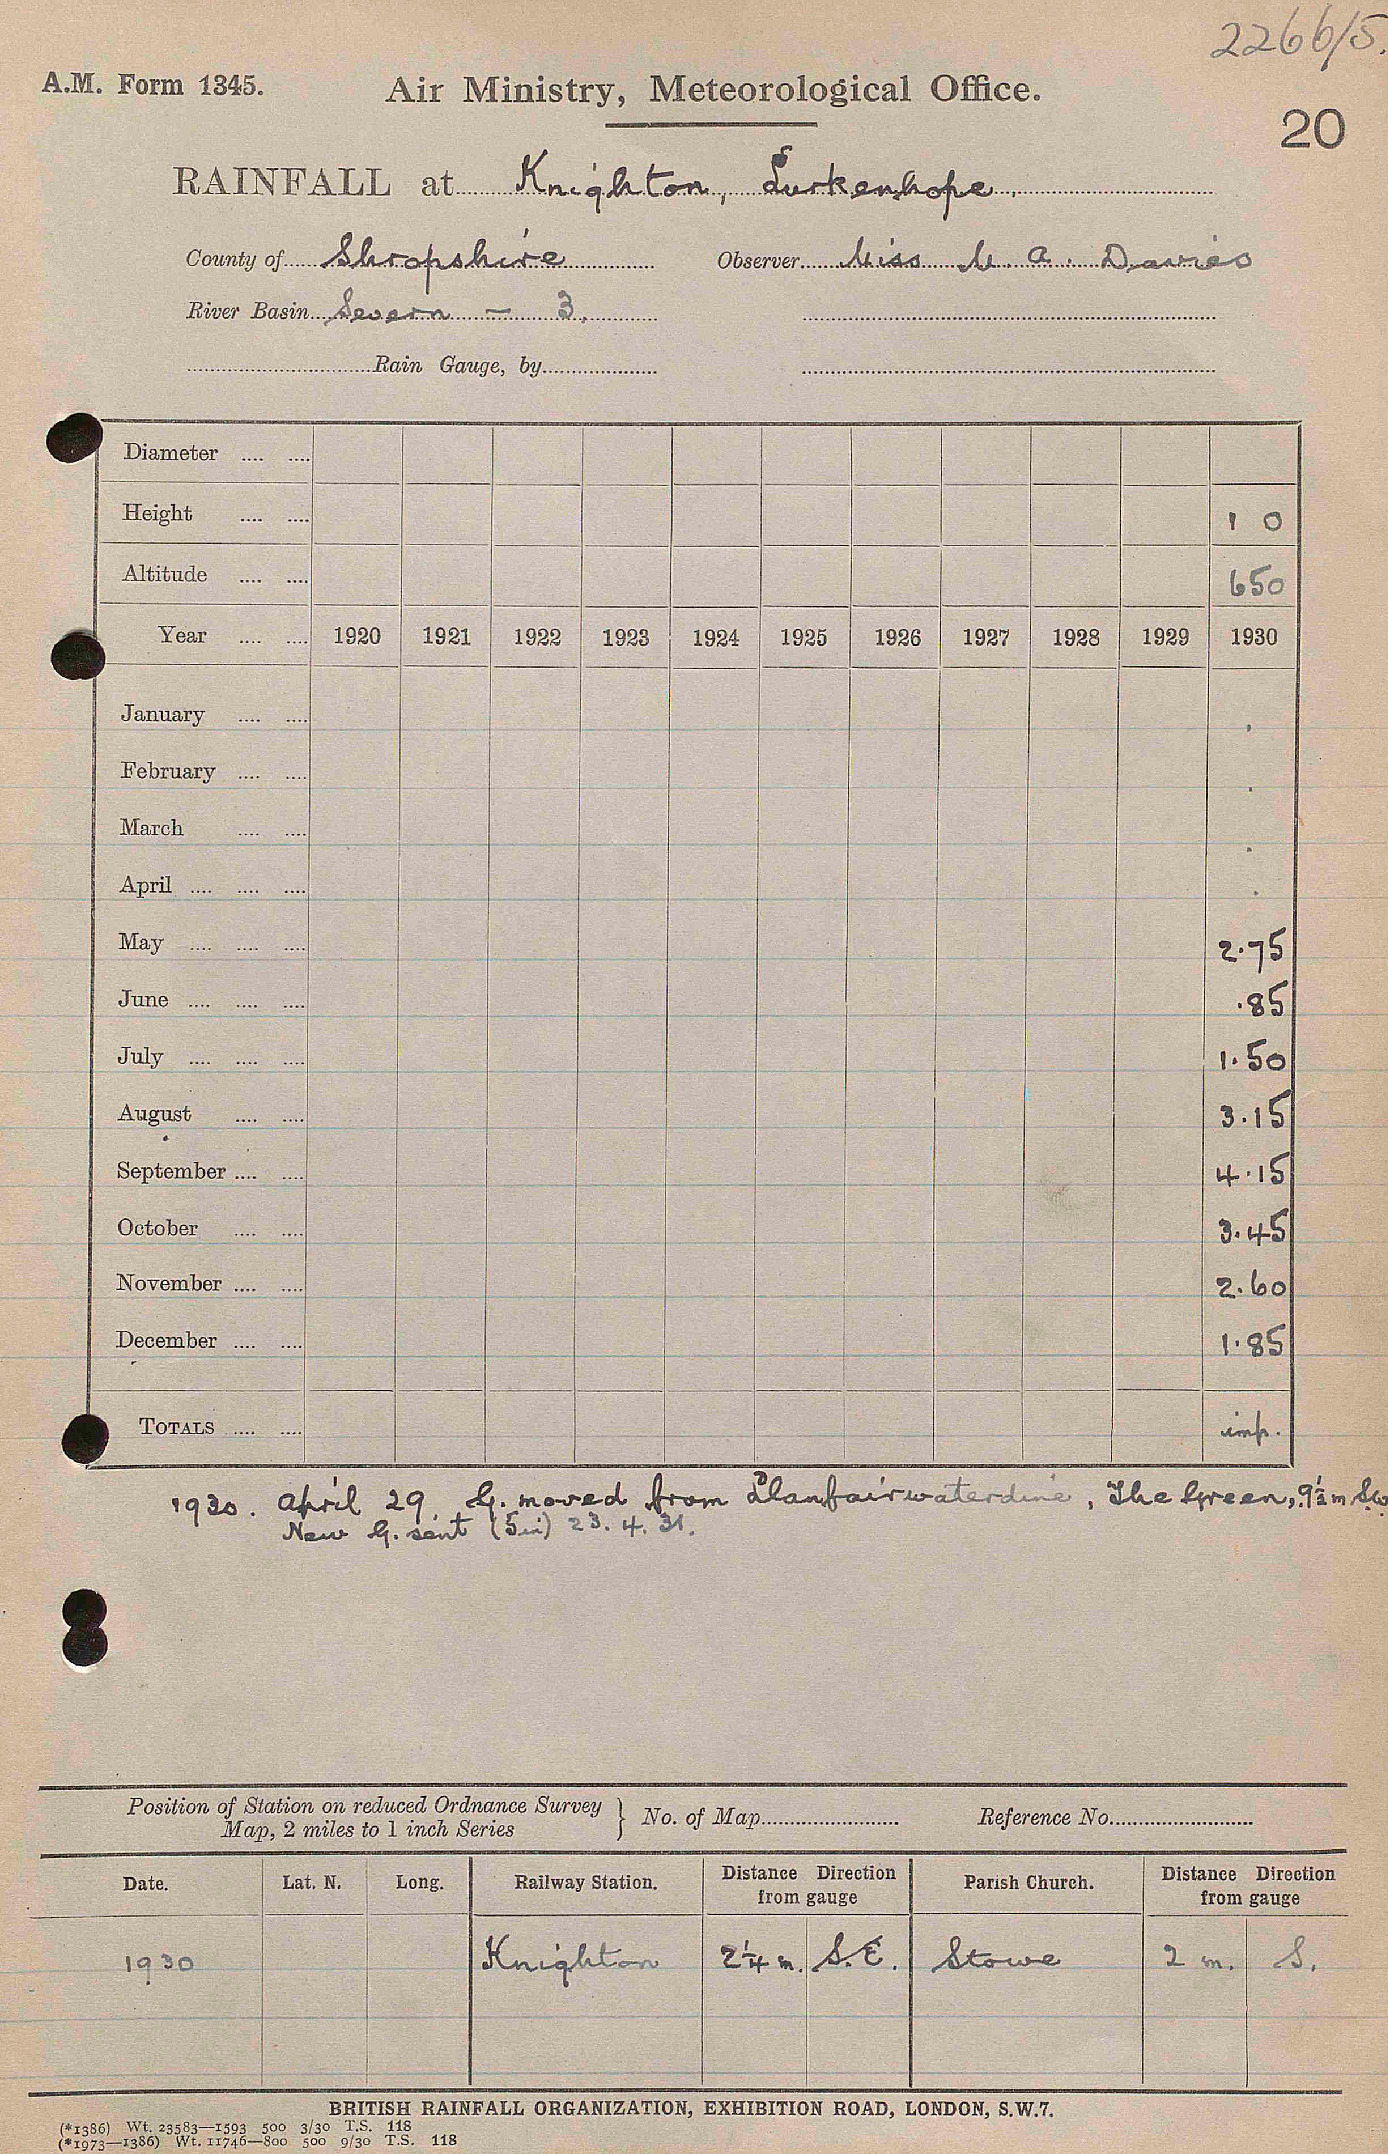 2266/5.
A.M. Form 1345. Air Ministry, Meteorological Office.
20
RAINFALL at Knighton, Lurkenhope.
County of Shropshire Observer Miss M. A. Davies
River Basin Severn - 3.
Rain Gauge, by
Diameter .... ....
Height .... .... 1 0
Altitude .... .... 650
Year .... .... 1920 1921 1922 1923 1924 1925 1926 1927 1928 1929 1930
January .... .... .
February .... .... .
March .... .... .
April .... .... .... .
May .... .... .... 2.75
June .... .... .... .85
July .... .... .... 1.50
August .... .... 3.15
September .... .... 4.15
October .... .... 3.45
November .... .... 2.60
December .... .... 1.85
TOTALS .... .... imp.
1930. April 29 G. moved from Llanfairwaterdine, The Green, 9½ m SW.
New G. sent (5in) 23.4.31.
Position of Station on reduced Ordnance Survey } No. of Map Reference No.
Map, 2 miles to 1 inch Series
Date. Lat. N. Long. Railway Station. Distance Direction Parish Church. Distance Direction
from gauge from gauge
1930 Knighton 2¼ m. S.E. Stowe 2 m. S.
BRITISH RAINFALL ORGANIZATION, EXHIBITION ROAD, LONDON, S.W.7.
(*1386) Wt. 23583—1593 500 3/30 T.S. 118
(*1973—1386) Wt. 11746—800 500 9/30 T.S. 118